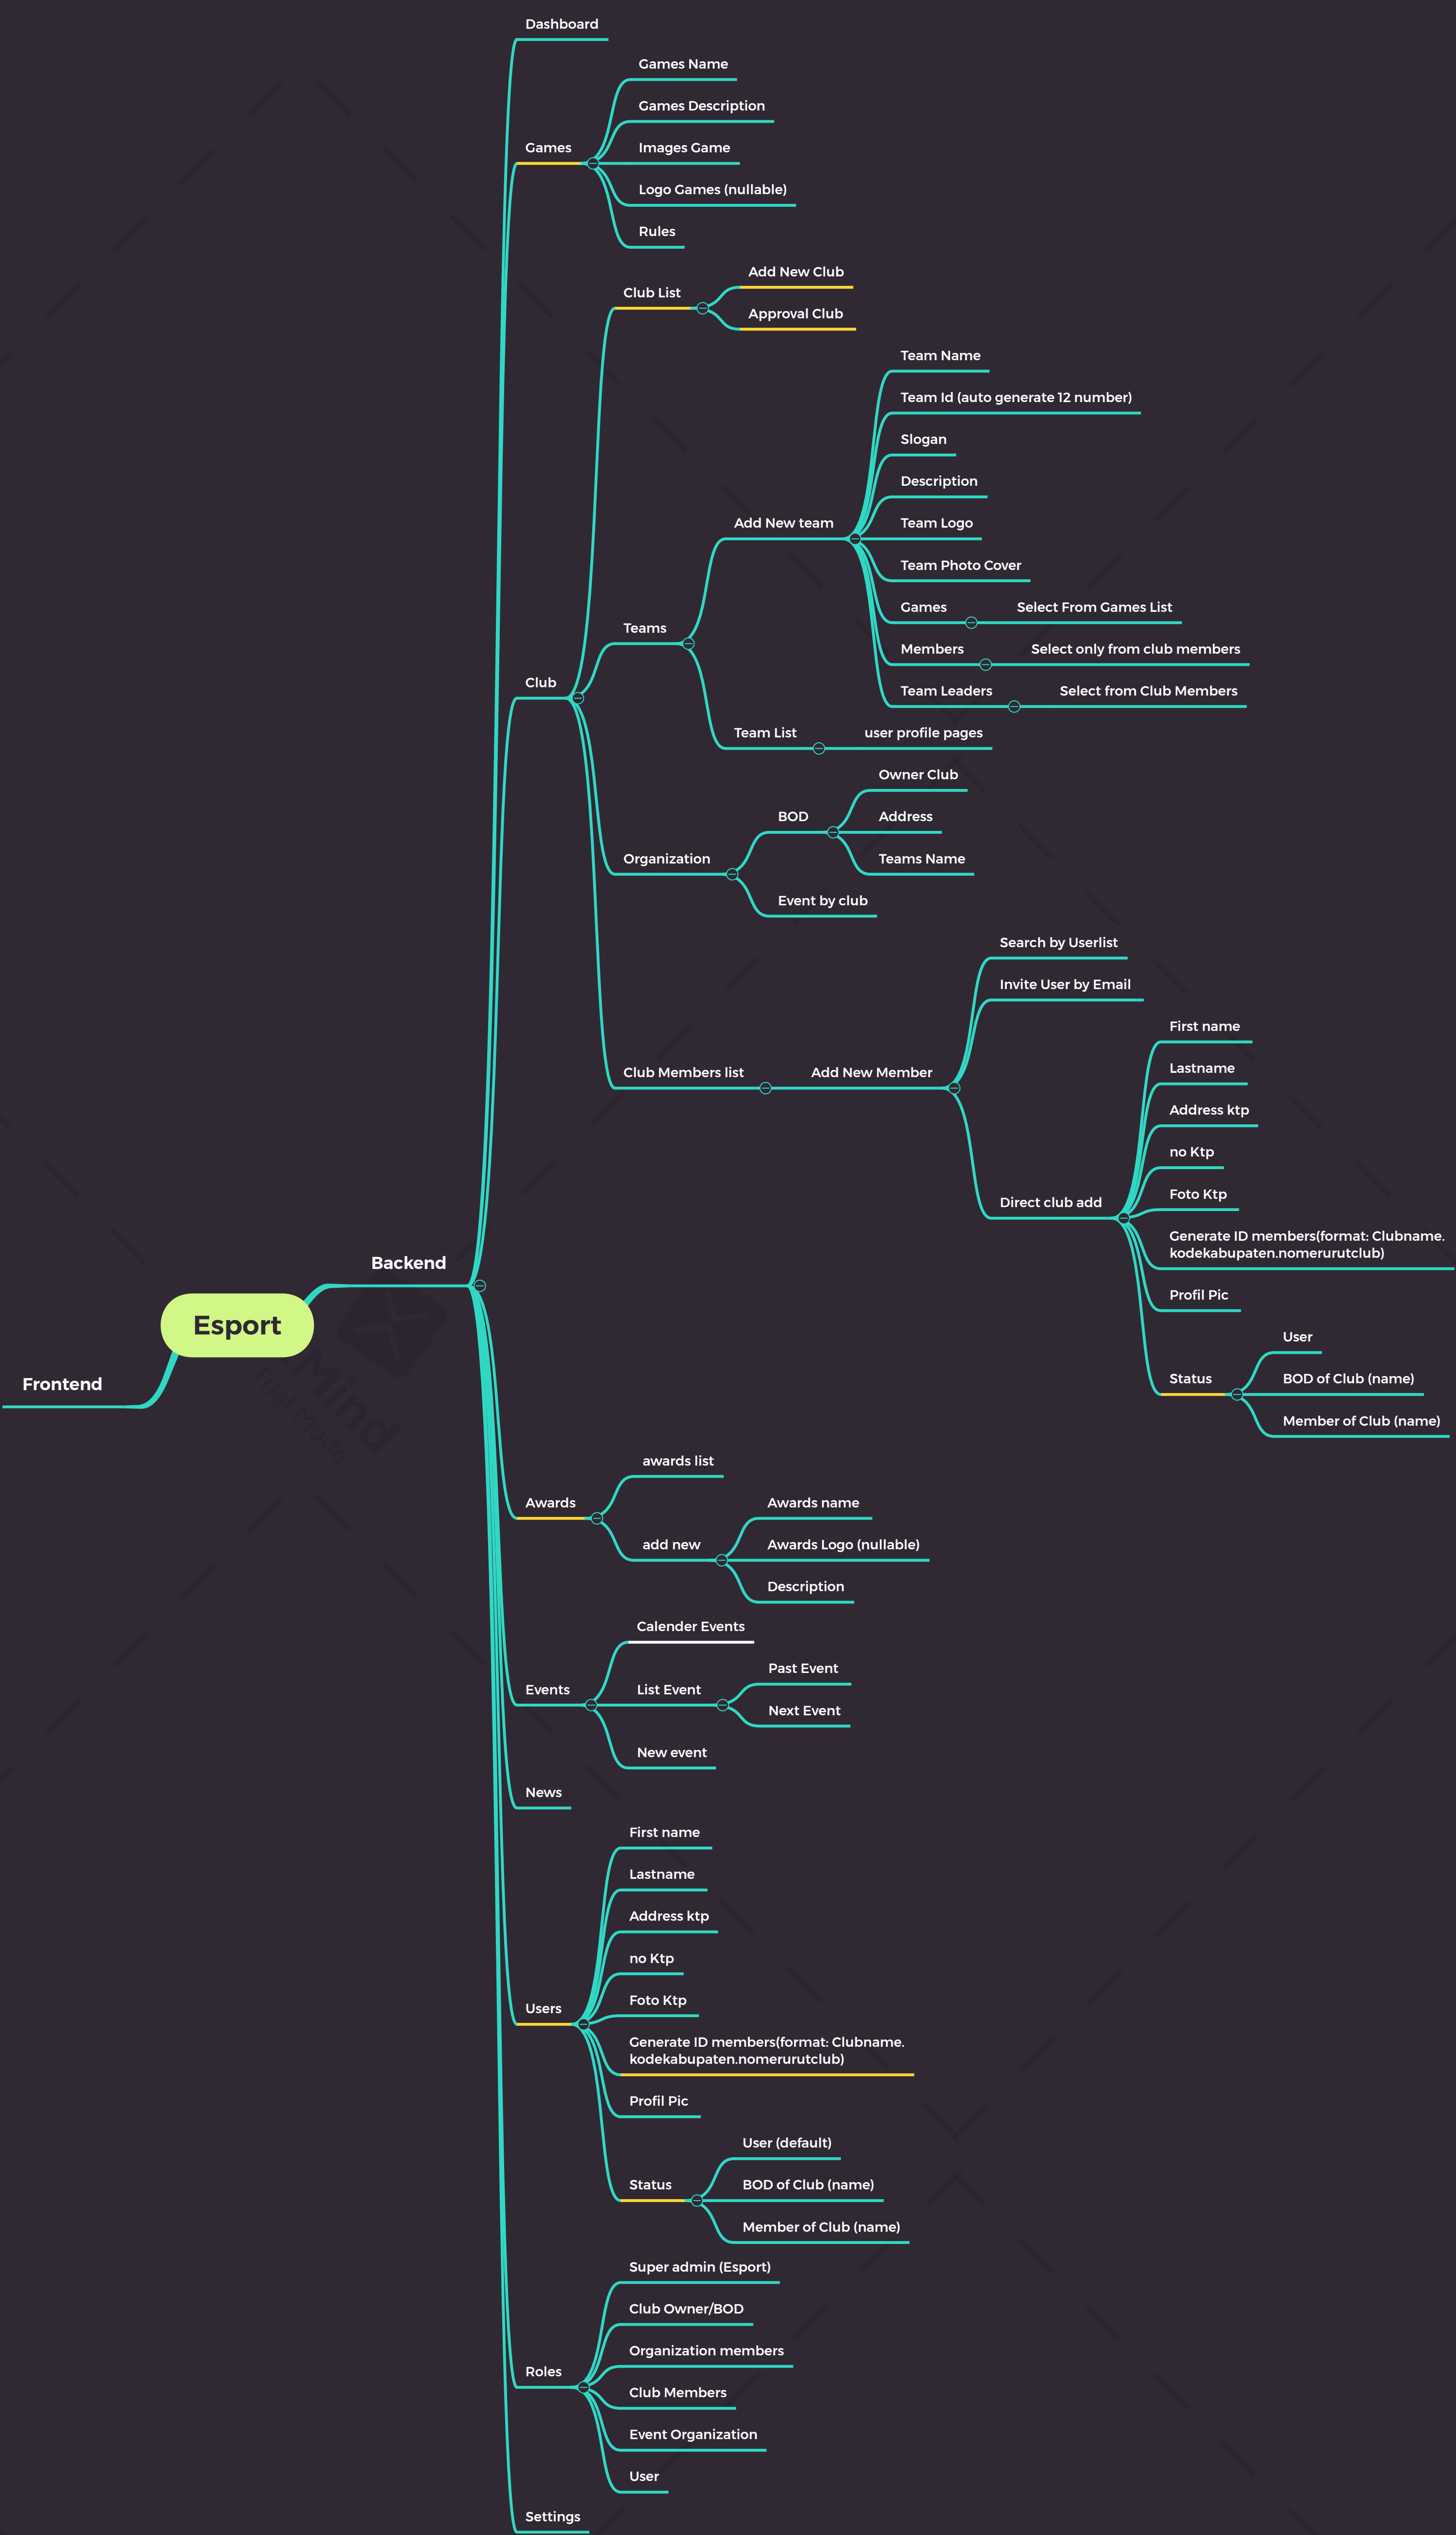 Dashboard
Games Name
Games Description
Games
Images Game
Logo Games (nullable)
Rules
Club List
Add New Club
Approval Club
Team Name
Team Id (auto generate 12 number)
Slogan
Description
Add New team
Team Logo
Team Photo Cover
Games
Select From Games List
Teams
Members
Select only from club members
Club
Team Leaders
Select from Club Members
Team List
user profile pages
Owner Club
BOD
Address
Organization
Teams Name
Event by club
Search by Userlist
Invite User by Email
First name
Club Members list
Add New Member
Lastname
Address ktp
no Ktp
Direct club add
Foto Ktp
Generate ID members(format: Clubname.
kodekabupaten.nomerurutclub)
Profil Pic
User
Status
BOD of Club (name)
Member of Club (name)
Backend
Esport
Frontend
Mind
Trial Mode
awards list
Awards
Awards name
add new
Awards Logo (nullable)
Description
Calender Events
Events
List Event
Past Event
Next Event
New event
News
First name
Lastname
Address ktp
no Ktp
Foto Ktp
Users
Generate ID members(format: Clubname.
kodekabupaten.nomerurutclub)
Profil Pic
User (default)
Status
BOD of Club (name)
Member of Club (name)
Super admin (Esport)
Club Owner/BOD
Organization members
Roles
Club Members
Event Organization
User
Settings